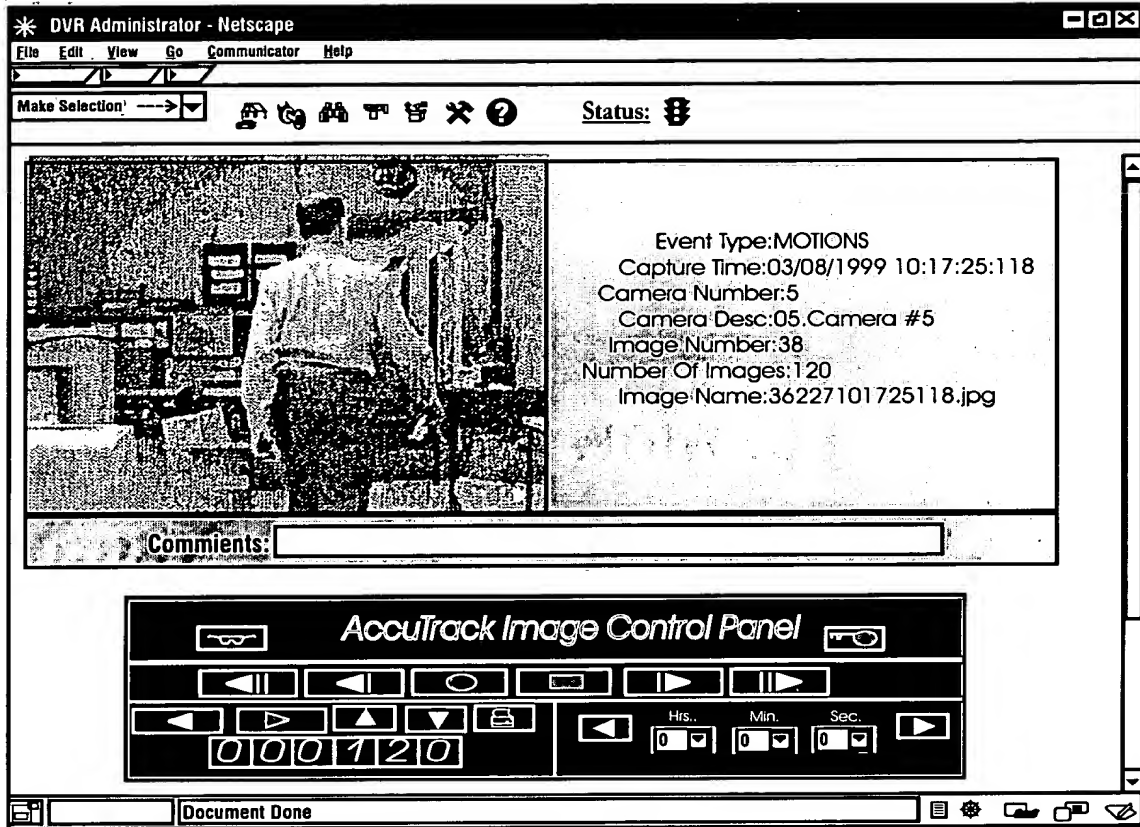 DVR Administrator - Netscape
File Edit View Go Communicator Help
Make Selection ---> 
Status:
Event Type:MOTIONS
Capture Time:03/08/1999 10:17:25:118
Camera Number:5
Camera Desc:05.Camera #5
Image Number:38
Number Of Images:120
Image Name:36227101725118.jpg
Commients:
AccuTrack Image Control Panel
Hrs.. Min. Sec.
0 0 0
000120
Document Done